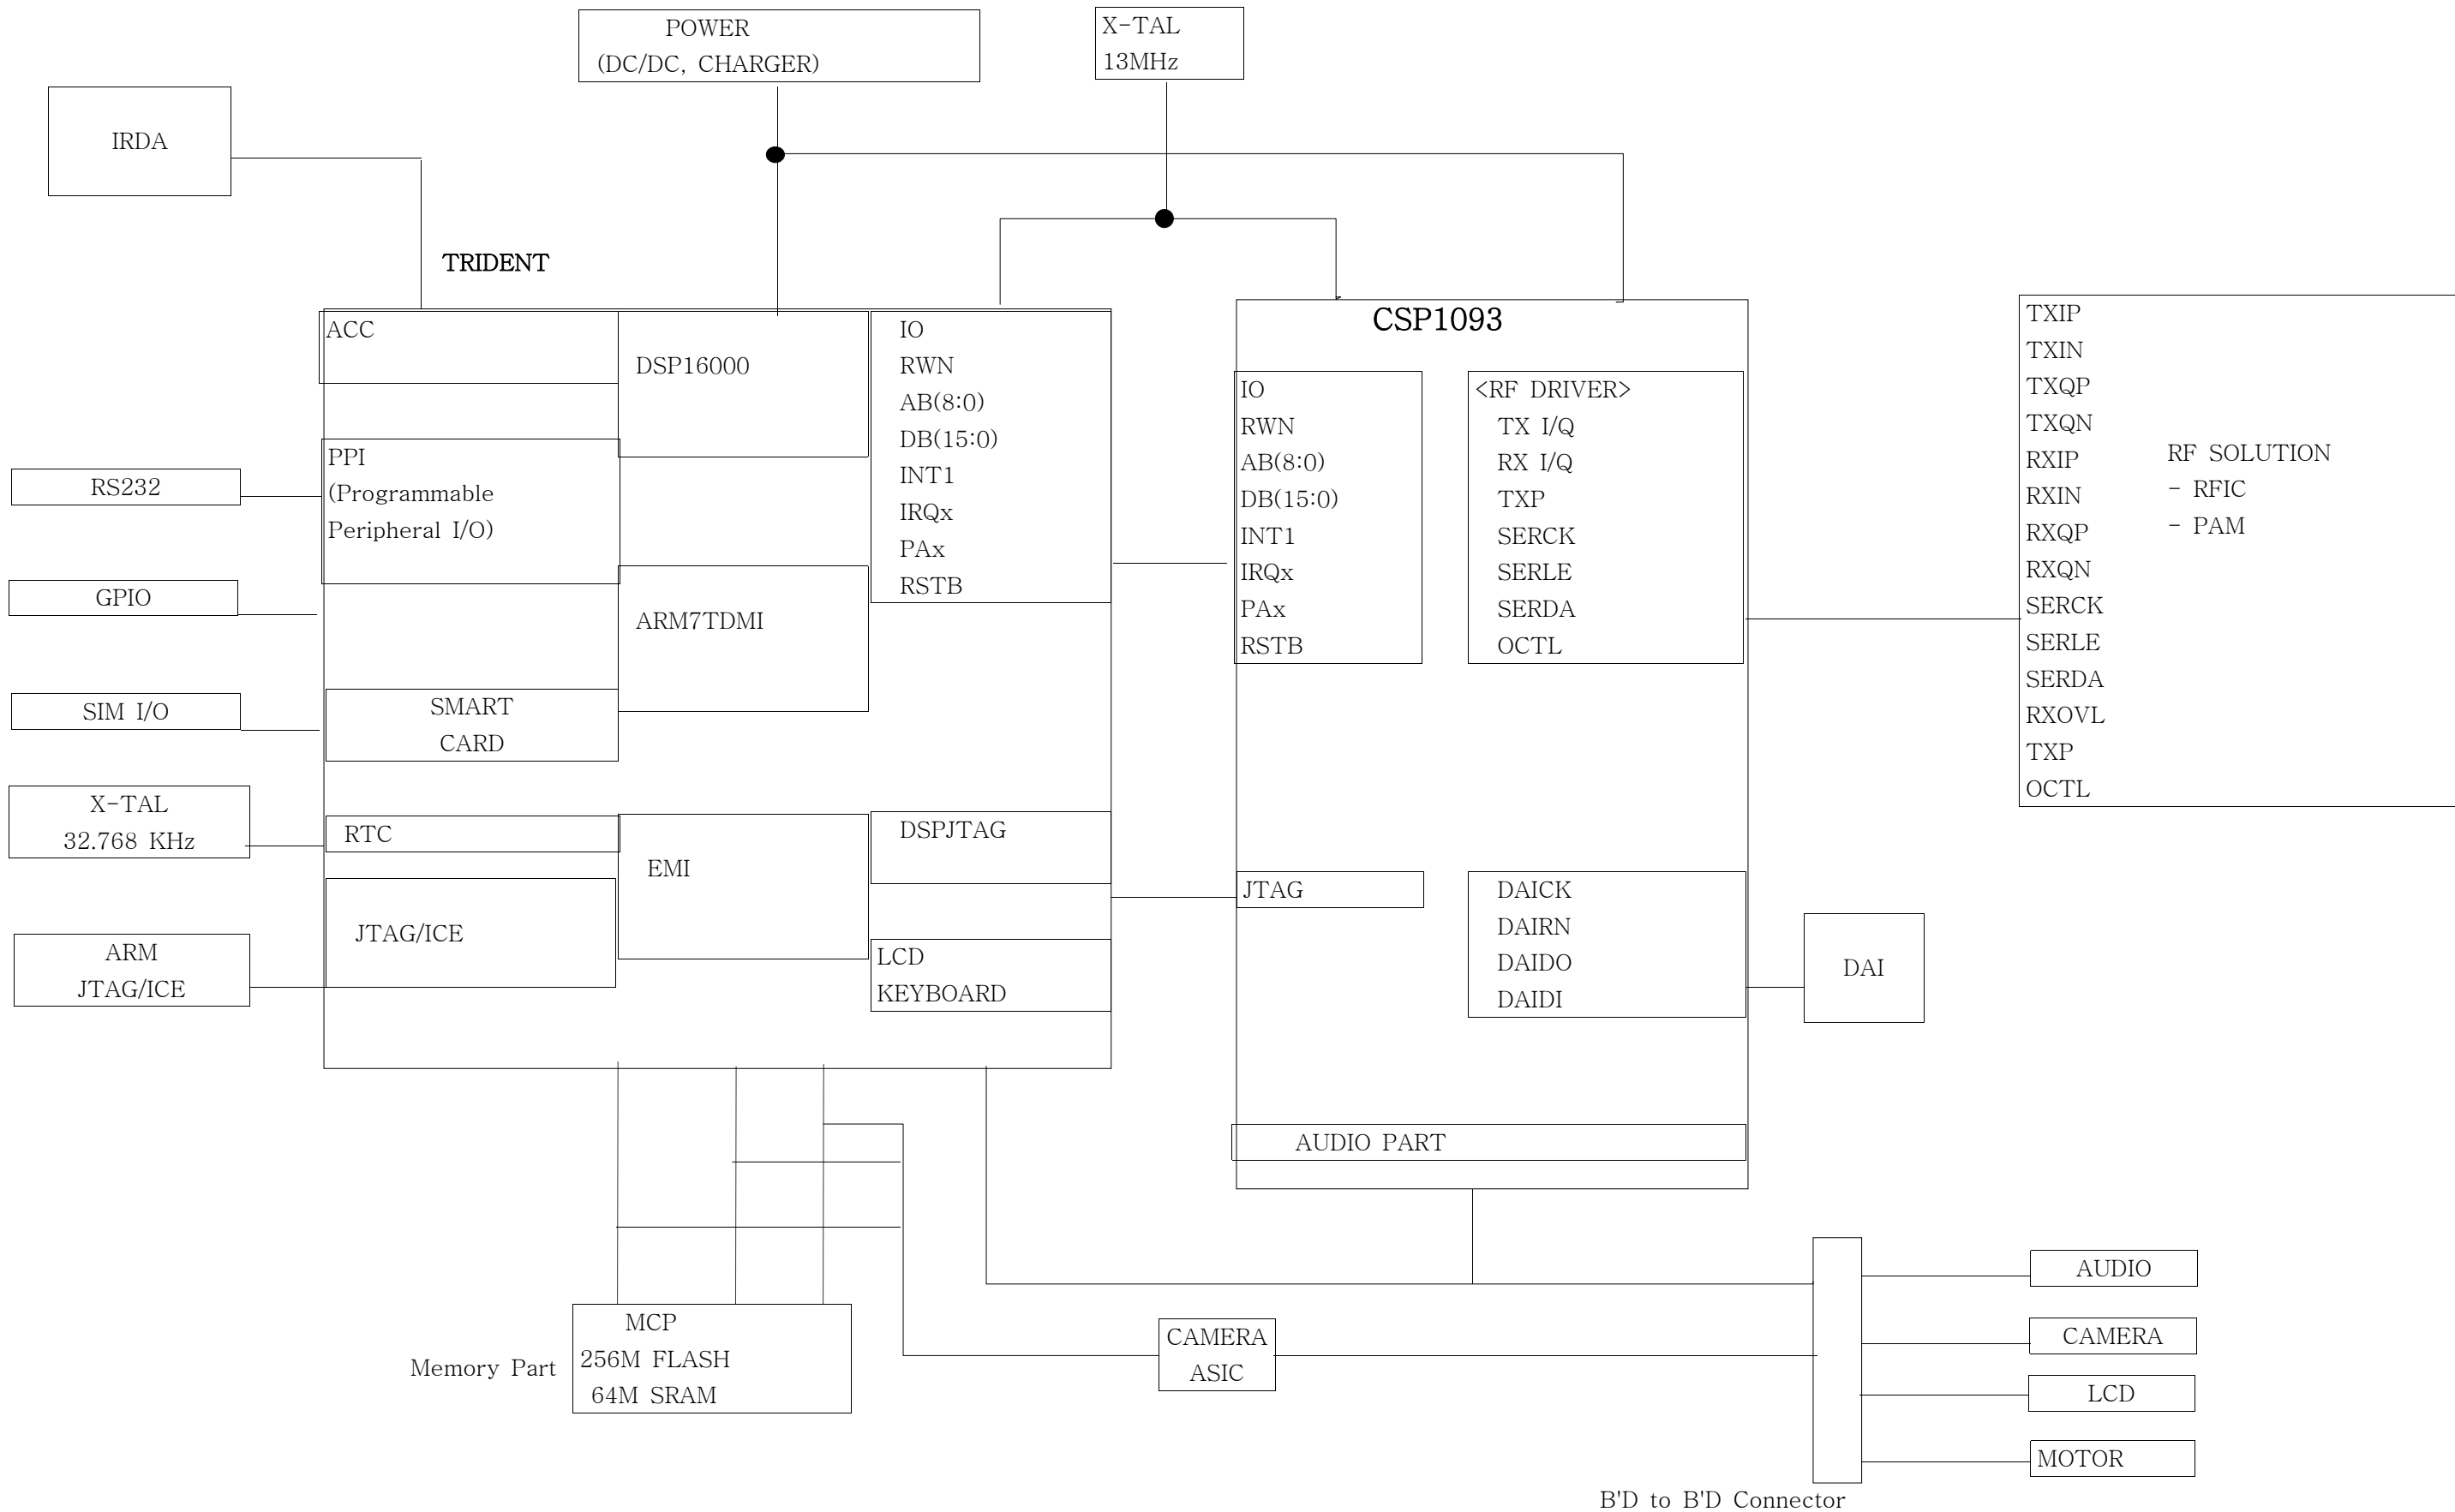 POWER
(DC/DC, CHARGER)
X-TAL
13MHz
IRDA
TRIDENT
ACC
DSP16000
IO
RWN
AB(8:0)
DB(15:0)
INT1
IRQx
PAx
RSTB
PPI
(Programmable
Peripheral I/O)
RS232
GPIO
ARM7TDMI
SIM I/O
SMART
CARD
X-TAL
32.768 KHz
RTC
EMI
DSPJTAG
ARM
JTAG/ICE
JTAG/ICE
LCD
KEYBOARD
CSP1093
IO
RWN
AB(8:0)
DB(15:0)
INT1
IRQx
PAx
RSTB
<RF DRIVER>
TX I/Q
RX I/Q
TXP
SERCK
SERLE
SERDA
OCTL
JTAG
DAICK
DAIRN
DAIDO
DAIDI
DAI
AUDIO PART
TXIP
TXIN
TXQP
TXQN
RXIP
RXIN
RXQP
RXQN
SERCK
SERLE
SERDA
RXOVL
TXP
OCTL
RF SOLUTION
- RFIC
- PAM
Memory Part
MCP
256M FLASH
64M SRAM
CAMERA
ASIC
AUDIO
CAMERA
LCD
MOTOR
B'D to B'D Connector